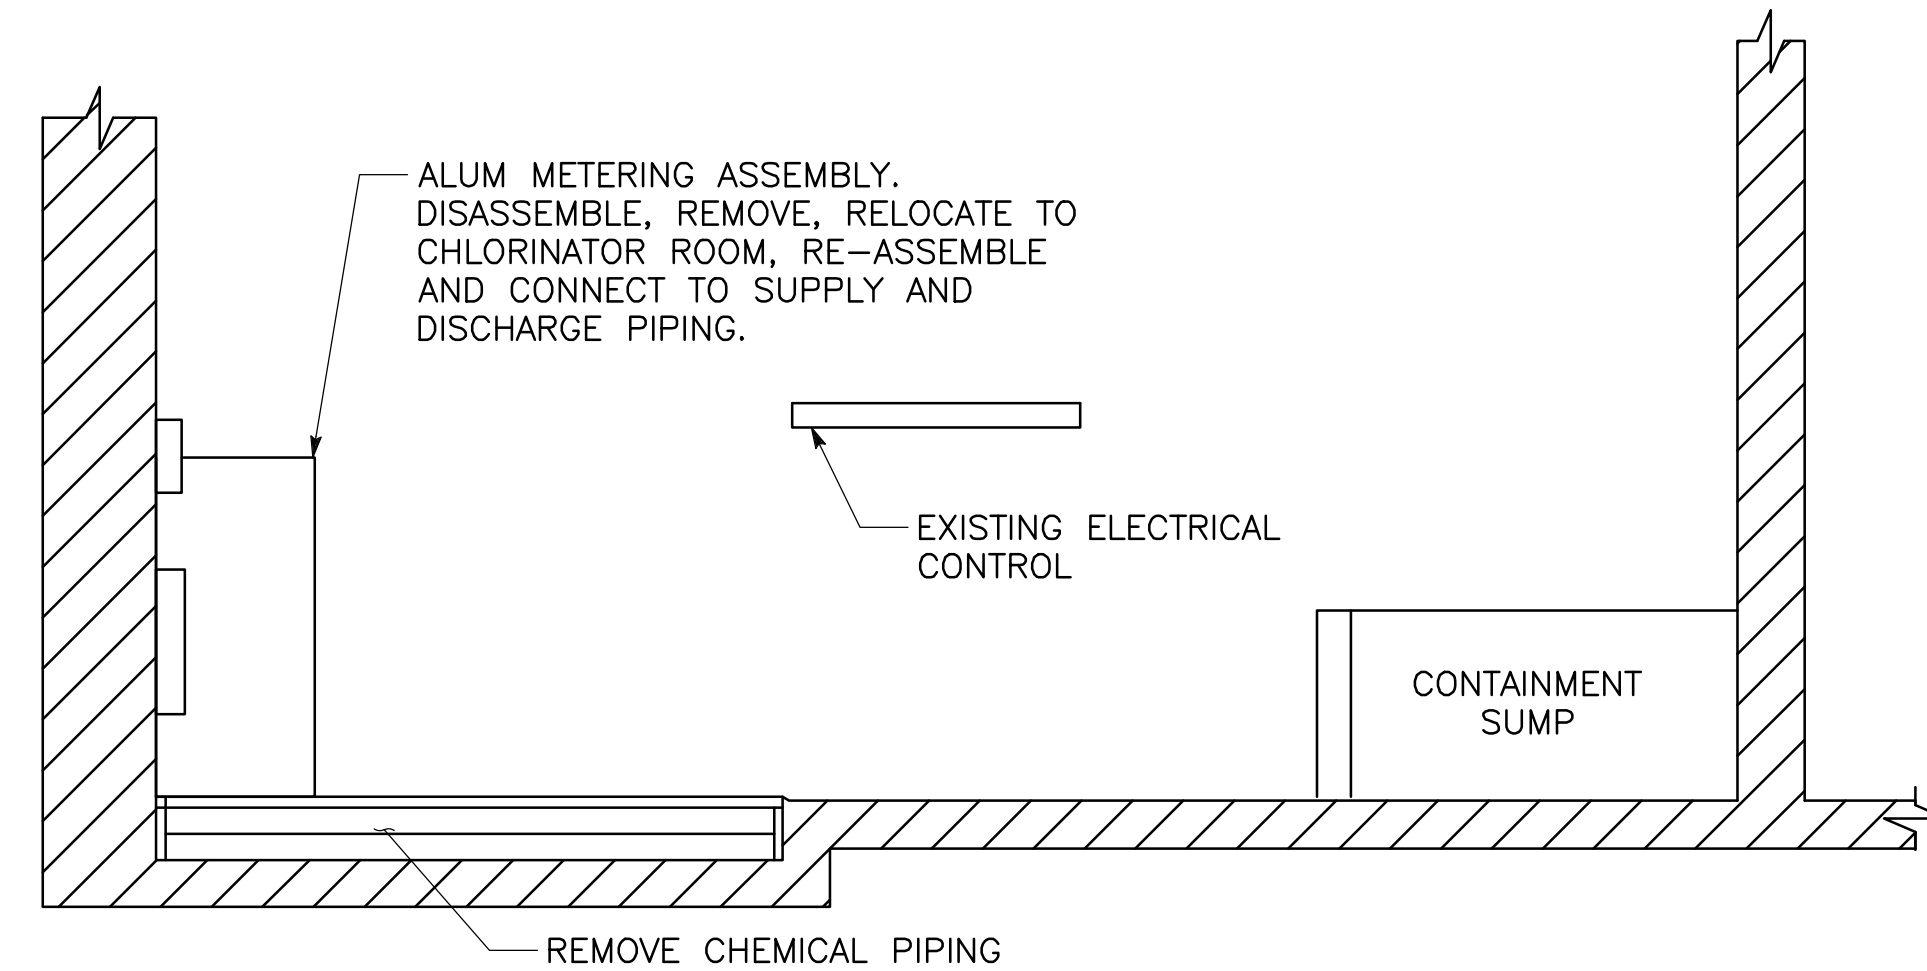 ALUM METERING ASSEMBLY.
DISASSEMBLE, REMOVE, RELOCATE TO
CHLORINATOR ROOM, RE-ASSEMBLE
AND CONNECT TO SUPPLY AND
DISCHARGE PIPING.
EXISTING ELECTRICAL
CONTROL
CONTAINMENT
SUMP
REMOVE CHEMICAL PIPING